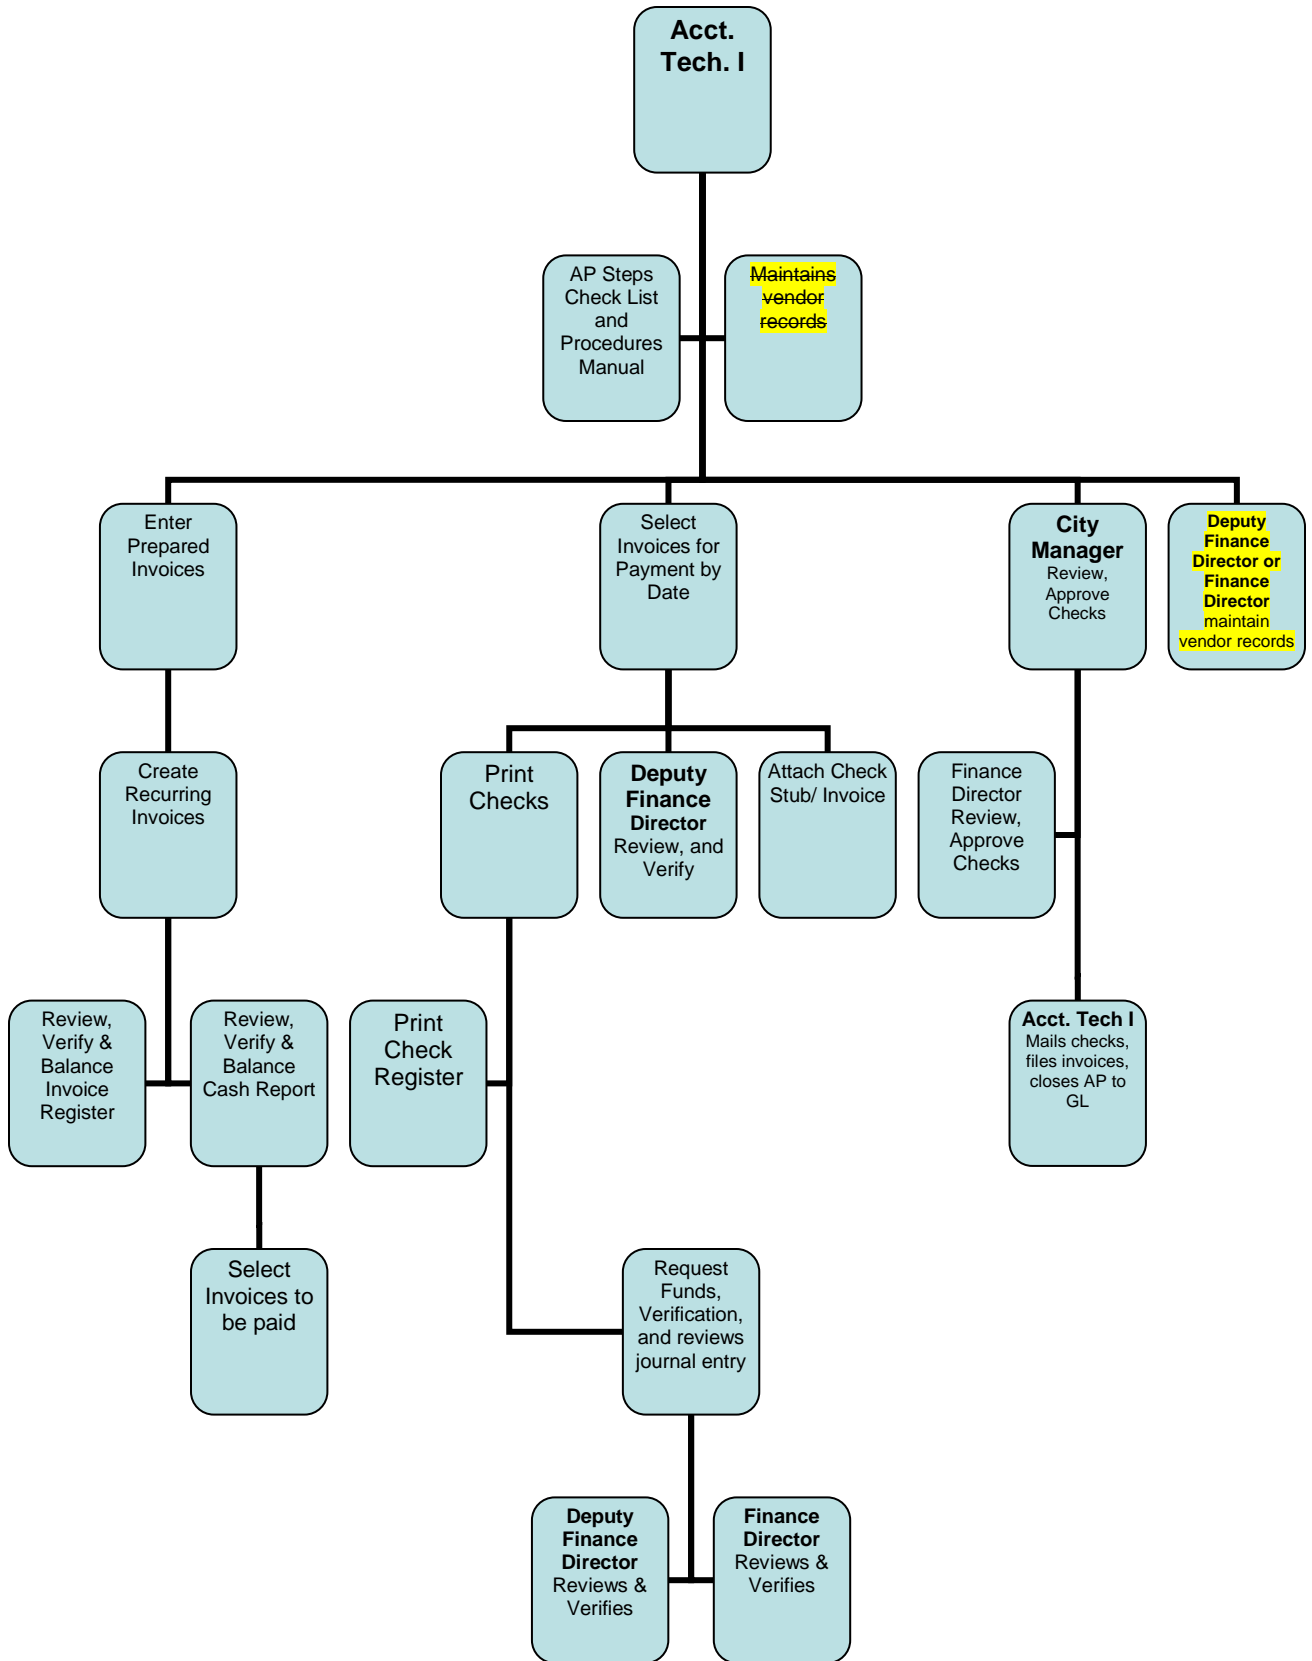 Acct.
Tech. I
AP Steps
Check List
and
Procedures
Manual
Maintains
vendor
records
Enter
Prepared
Invoices
Select
Invoices for
Payment by
Date
City
Manager
Review,
Approve
Checks
Deputy
Finance
Director or
Finance
Director
maintain
vendor records
Create
Recurring
Invoices
Print
Checks
Deputy
Finance
Director
Review, and
Verify
Attach Check
Stub/ Invoice
Finance
Director
Review,
Approve
Checks
Review,
Verify &
Balance
Invoice
Register
Review,
Verify &
Balance
Cash Report
Print
Check
Register
Acct. Tech I
Mails checks,
files invoices,
closes AP to
GL
Select
Invoices to
be paid
Request
Funds,
Verification,
and reviews
journal entry
Deputy
Finance
Director
Reviews &
Verifies
Finance
Director
Reviews &
Verifies